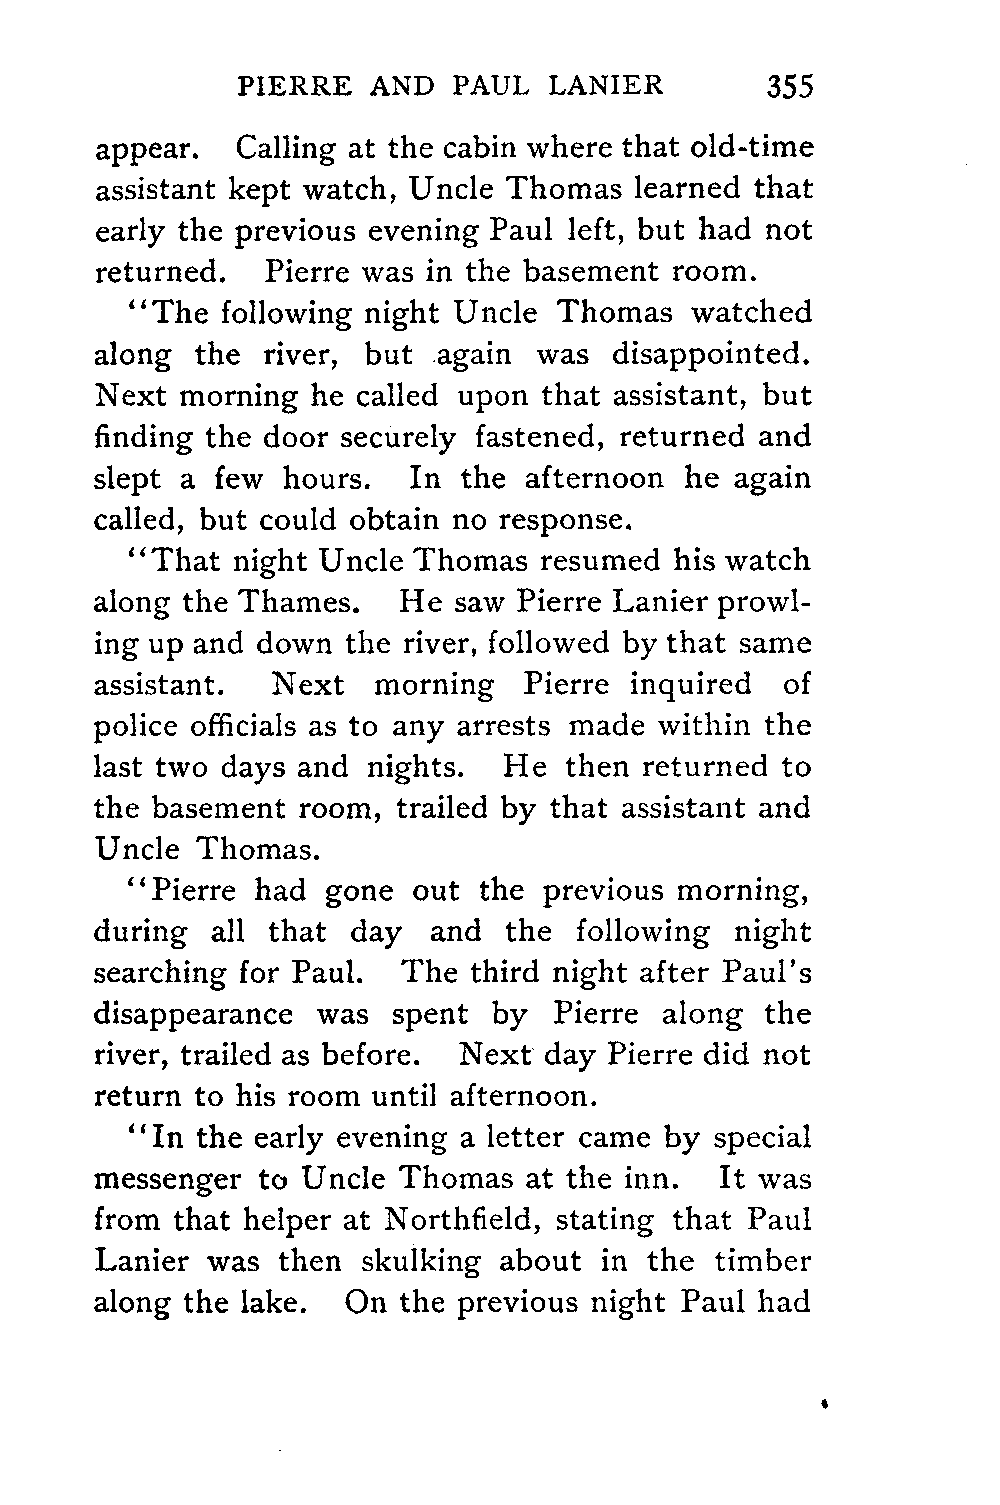 PIERRE AND PAUL LANIER 355
appear. Calling at the cabin where that old-time
assistant kept watch, Uncle Thomas learned that
early the previous evening Paul left, but had not
returned. Pierre was in the basement room.
“The following night Uncle Thomas watched
along the river, but again was disappointed.
Next morning he called upon that assistant, but
finding the door securely fastened, returned and
slept a few hours. In the afternoon he again
called, but could obtain no response.
“That night Uncle Thomas resumed his watch
along the Thames. He saw Pierre Lanier prowl-
ing up and down the river, followed by that same
assistant. Next morning Pierre inquired of
police officials as to any arrests made within the
last two days and nights. He then returned to
the basement room, trailed by that assistant and
Uncle Thomas.
“Pierre had gone out the previous morning,
during all that day and the following night
searching for Paul. The third night after Paul's
disappearance was spent by Pierre along the
river, trailed as before. Next day Pierre did not
return to his room until afternoon.
“In the early evening a letter came by special
messenger to Uncle Thomas at the inn. It was
from that helper at Northfield, stating that Paul
Lanier was then skulking about in the timber
along the lake. On the previous night Paul had